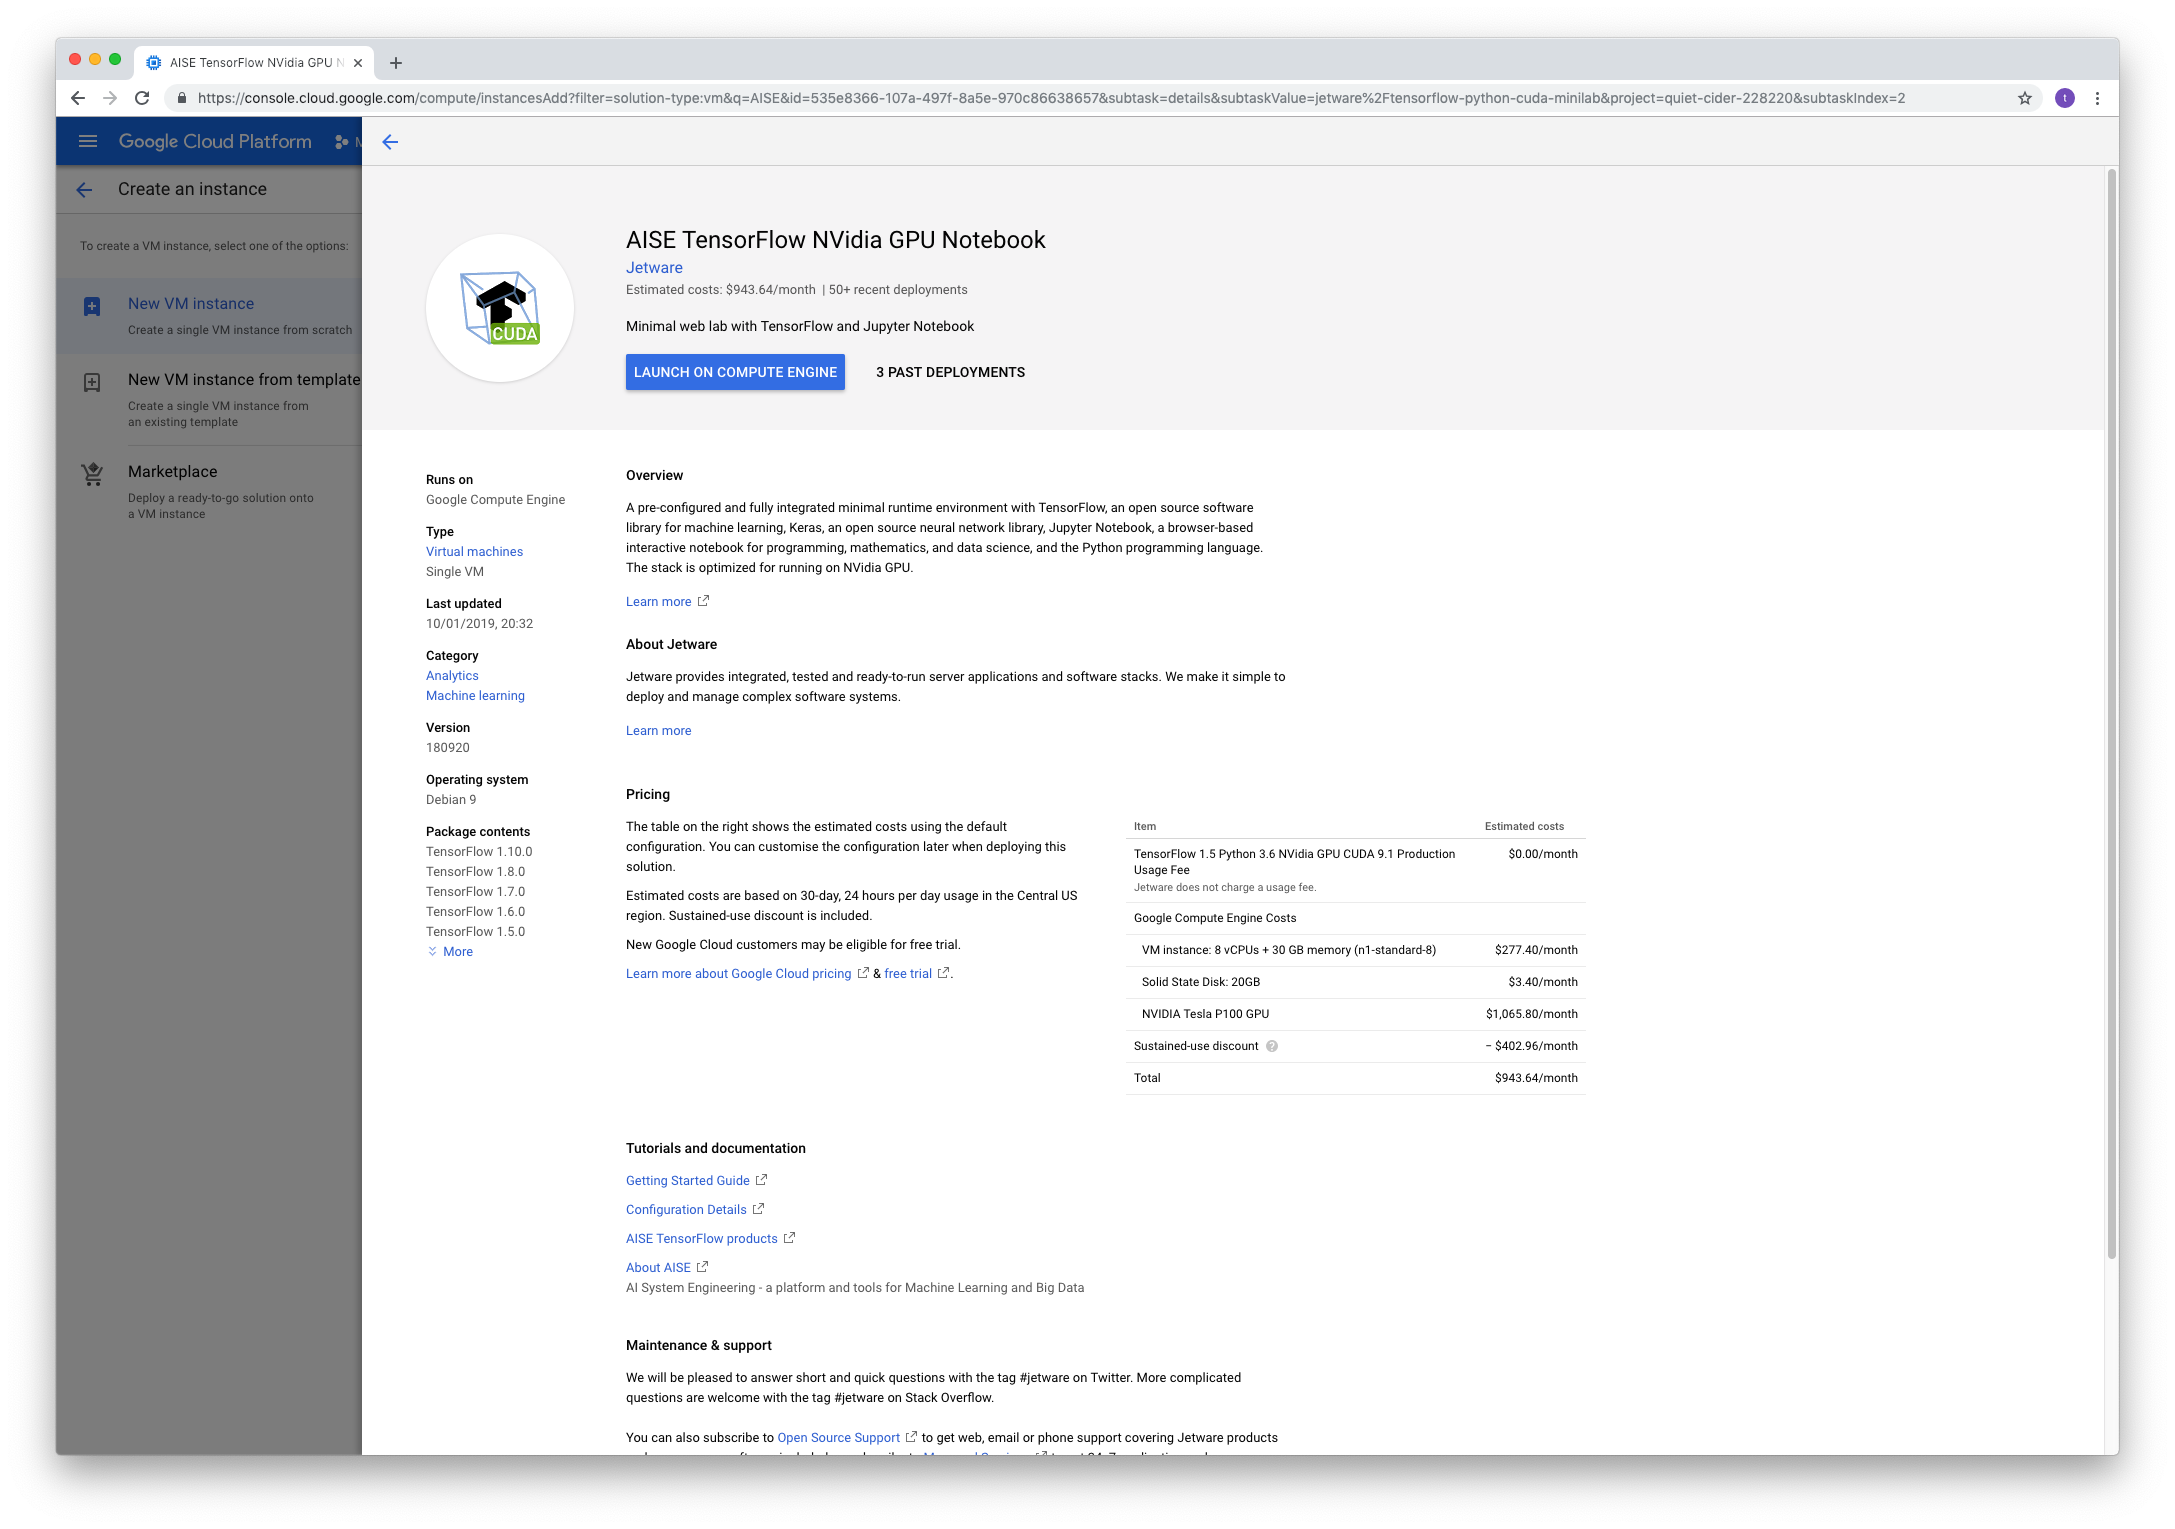 AISE TensorFlow NVidia GPU N
https://console.cloud.google.com/compute/instancesAdd?filter=solution-type:vm&q=AISE&id=535e8366-107a-497f-8a5e-970c86638657&subtask=details&subtaskValue=jetware%2Ftensorflow-python-cuda-minilab&project=quiet-cider-228220&subtaskIndex=2
t
Google Cloud Platform
Create an instance
To create a VM instance, select one of the options:
New VM instance
Create a single VM instance from scratch
New VM instance from template
Create a single VM instance from
an existing template
Marketplace
Deploy a ready-to-go solution onto
a VM instance
CUDA
AISE TensorFlow NVidia GPU Notebook
Jetware
Estimated costs: $943.64/month | 50+ recent deployments
Minimal web lab with TensorFlow and Jupyter Notebook
LAUNCH ON COMPUTE ENGINE
3 PAST DEPLOYMENTS
Runs on
Google Compute Engine
Type
Virtual machines
Single VM
Last updated
10/01/2019, 20:32
Category
Analytics
Machine learning
Version
180920
Operating system
Debian 9
Package contents
TensorFlow 1.10.0
TensorFlow 1.8.0
TensorFlow 1.7.0
TensorFlow 1.6.0
TensorFlow 1.5.0
More
Overview
A pre-configured and fully integrated minimal runtime environment with TensorFlow, an open source software
library for machine learning, Keras, an open source neural network library, Jupyter Notebook, a browser-based
interactive notebook for programming, mathematics, and data science, and the Python programming language.
The stack is optimized for running on NVidia GPU.
Learn more
About Jetware
Jetware provides integrated, tested and ready-to-run server applications and software stacks. We make it simple to
deploy and manage complex software systems.
Learn more
Pricing
The table on the right shows the estimated costs using the default
configuration. You can customise the configuration later when deploying this
solution.
Estimated costs are based on 30-day, 24 hours per day usage in the Central US
region. Sustained-use discount is included.
New Google Cloud customers may be eligible for free trial.
Learn more about Google Cloud pricing & free trial .
Item Estimated costs
TensorFlow 1.5 Python 3.6 NVidia GPU CUDA 9.1 Production $0.00/month
Usage Fee
Jetware does not charge a usage fee.
Google Compute Engine Costs
VM instance: 8 vCPUs + 30 GB memory (n1-standard-8) $277.40/month
Solid State Disk: 20GB $3.40/month
NVIDIA Tesla P100 GPU $1,065.80/month
Sustained-use discount ? − $402.96/month
Total $943.64/month
Tutorials and documentation
Getting Started Guide
Configuration Details
AISE TensorFlow products
About AISE
AI System Engineering - a platform and tools for Machine Learning and Big Data
Maintenance & support
We will be pleased to answer short and quick questions with the tag #jetware on Twitter. More complicated
questions are welcome with the tag #jetware on Stack Overflow.
You can also subscribe to Open Source Support to get web, email or phone support covering Jetware products